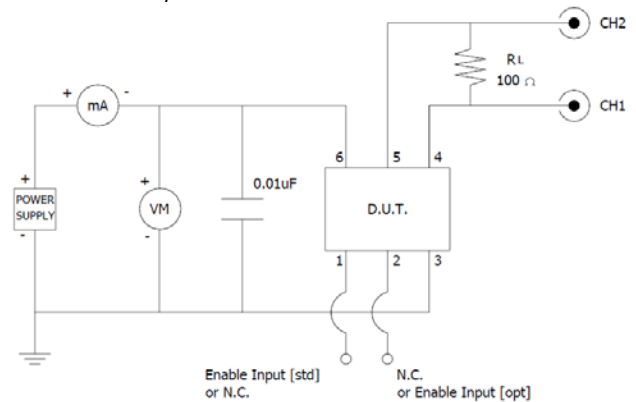 CH2
RL
100 Ω
CH1
+ mA -
6 5 4
+
POWER
SUPPLY
-
+
VM
-
0.01uF
D.U.T.
1 2 3
Enable Input [std]
or N.C.
N.C.
or Enable Input [opt]